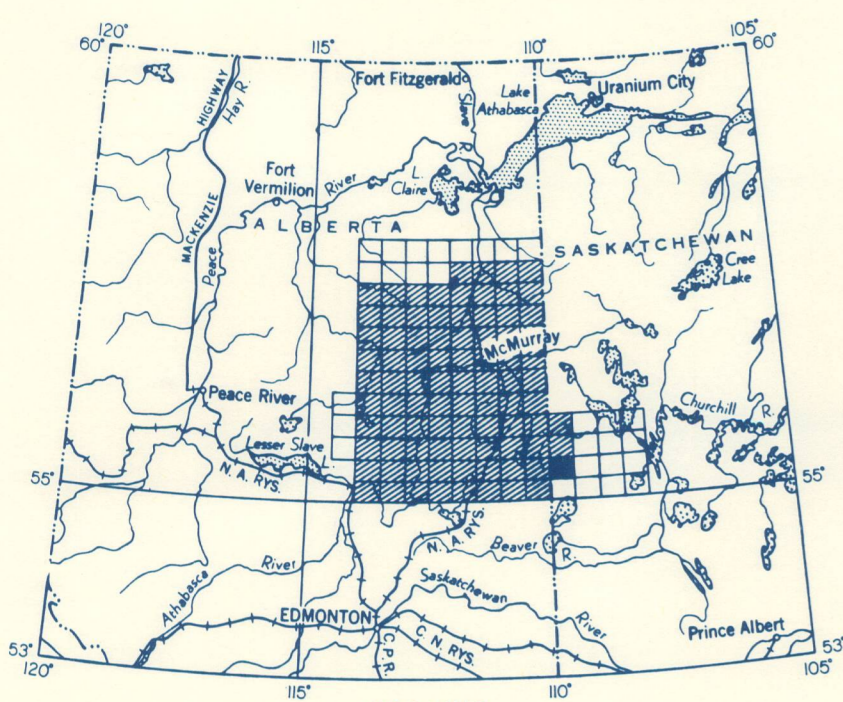 120°
60°
115°
110°
105°
60°
Fort Fitzgerald
Slave
R.
Lake
Athabasca
Uranium City
HIGHWAY
Hay R.
MACKENZIE
Fort
Vermilion
River
L.
Claire
ALBERTA
SASKATCHEWAN
Peace
Cree
Lake
McMurray
Peace River
Churchill
R.
Lesser Slave
L.
N. A. RYS.
55°
55°
N. A. RYS.
Beaver
R.
Athabasca
River
Saskatchewan
River
EDMONTON
C. N. RYS.
C.P.R.
Prince Albert
53°
120°
115°
110°
53°
105°